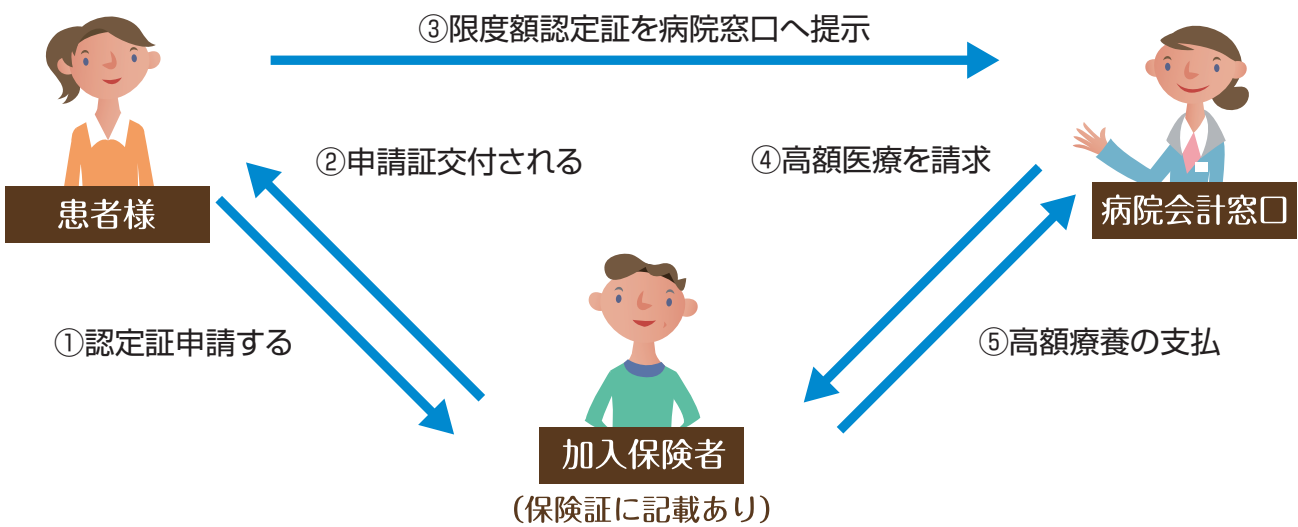 ③限度額認定証を病院窓口へ提示
②申請証交付される
④高額医療を請求
患者様
病院会計窓口
①認定証申請する
⑤高額療養の支払
加入保険者
(保険証に記載あり)